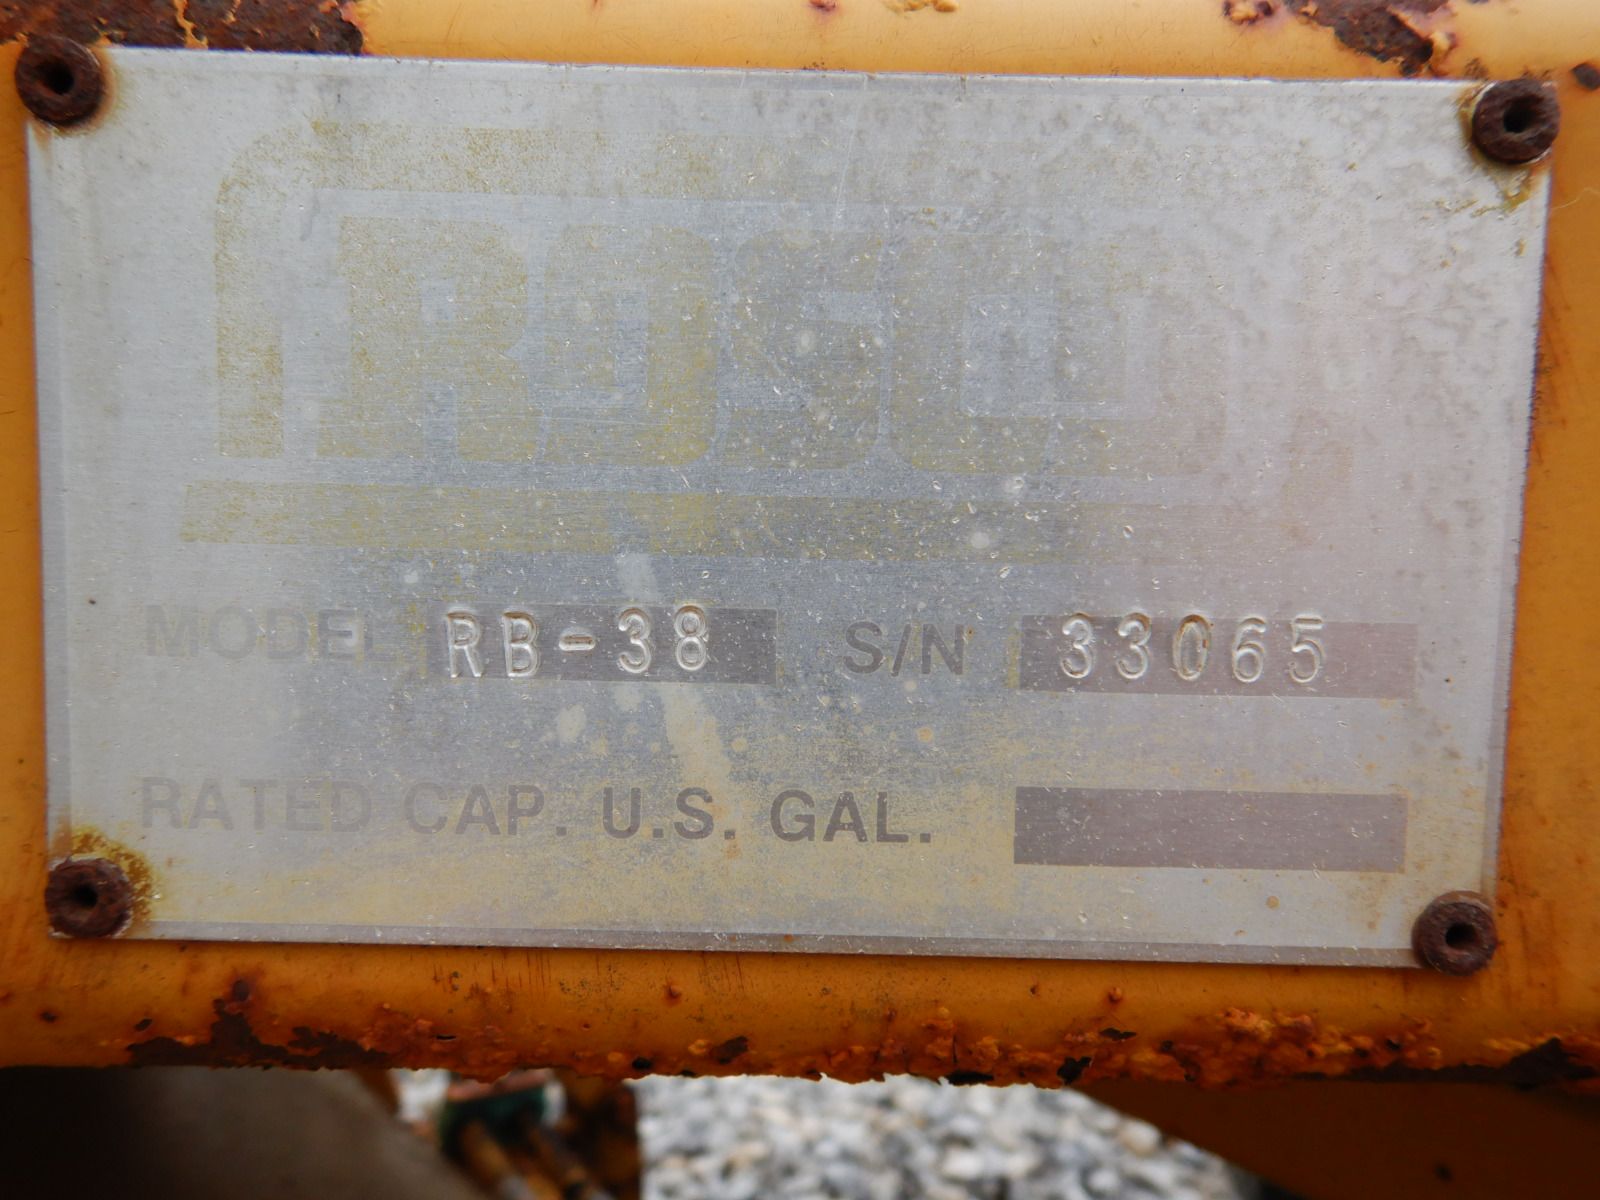 ROSCO
MODEL RB-38 S/N 33065
RATED CAP. U.S. GAL.